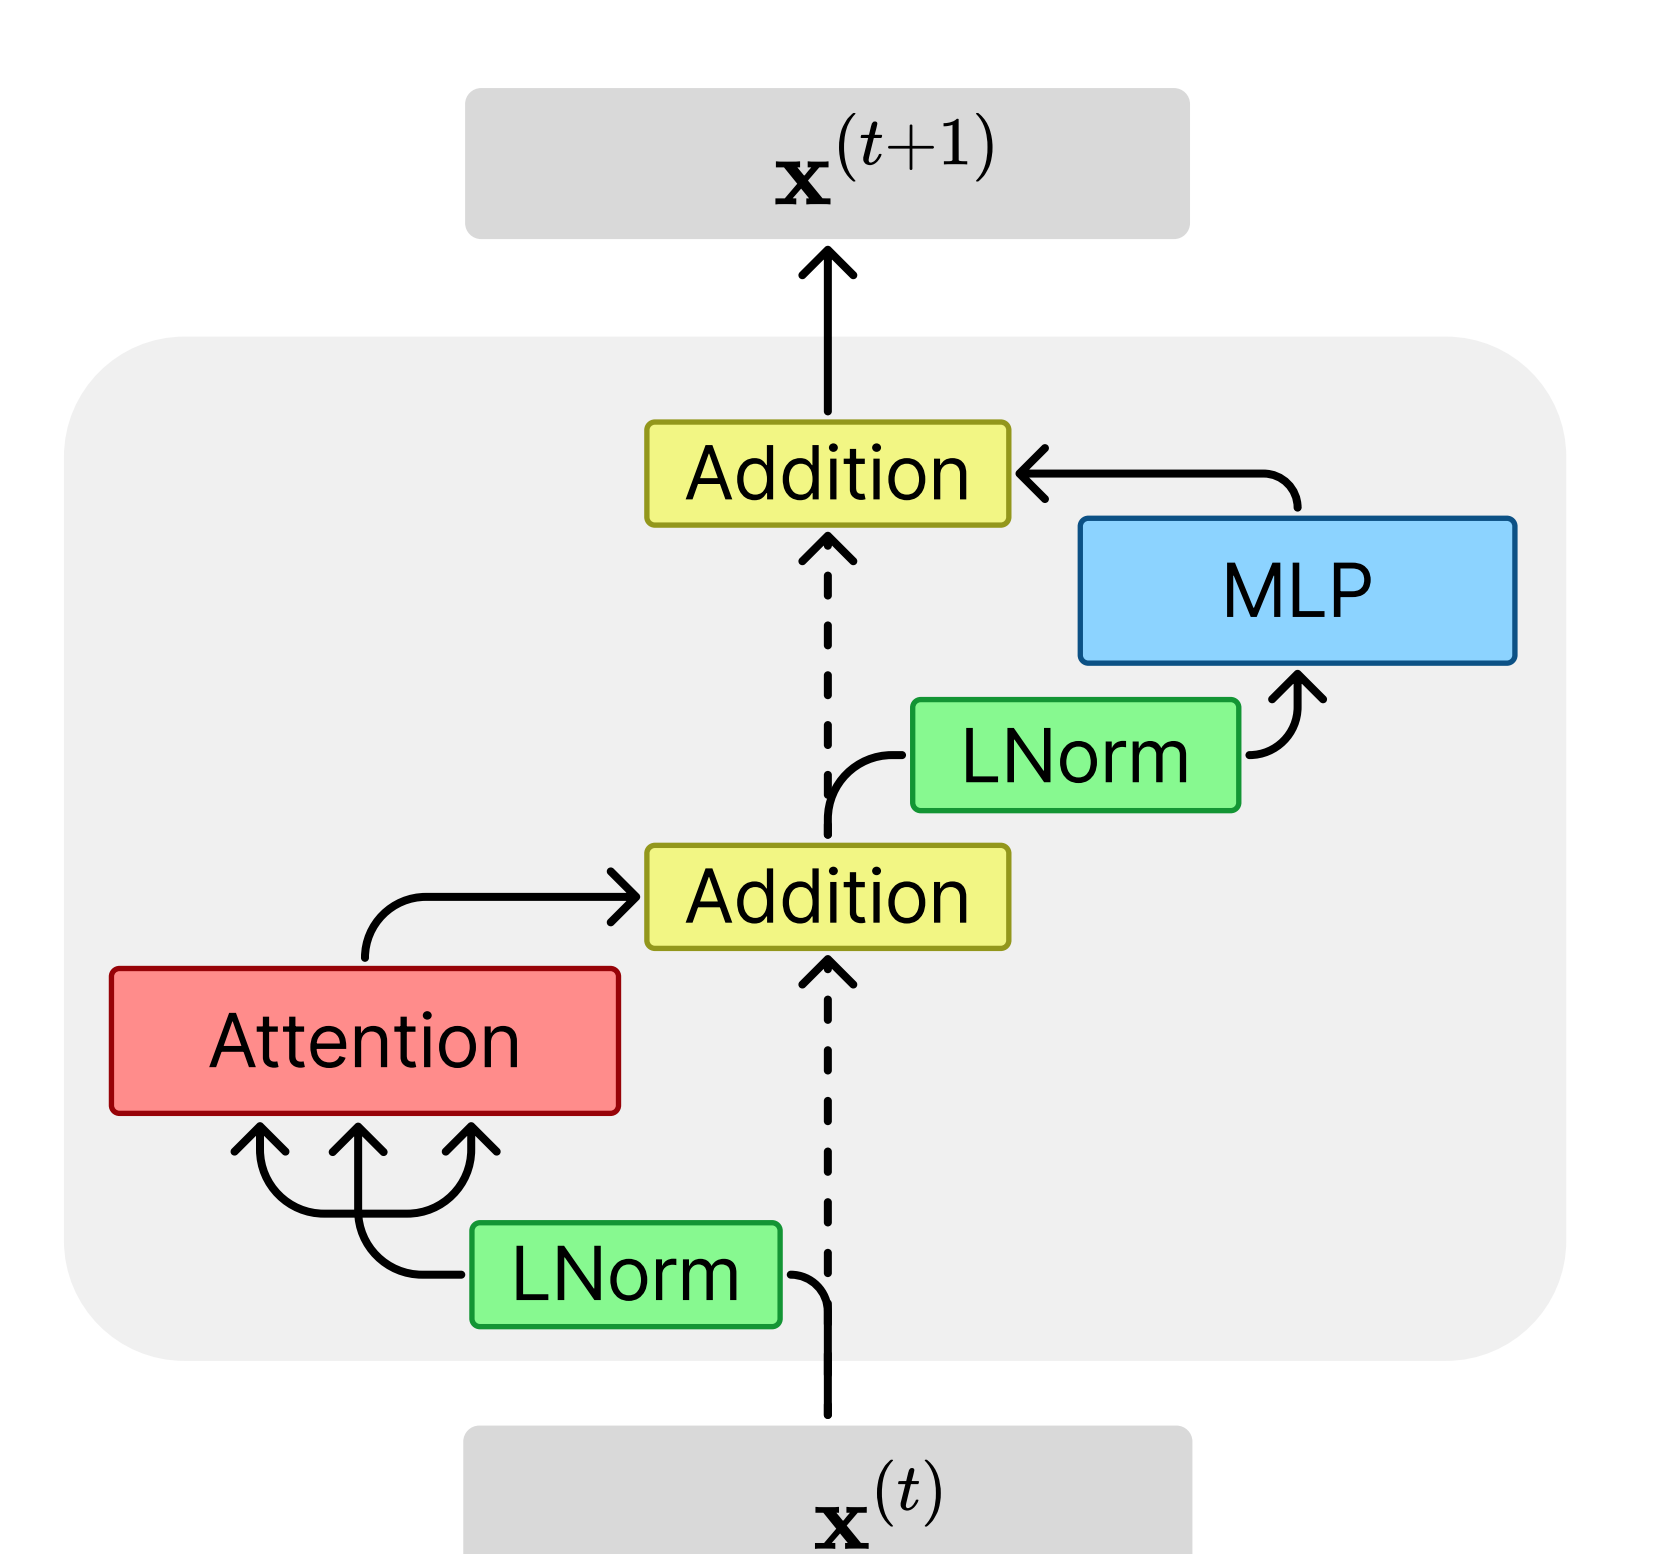 x^(t+1)
Addition
MLP
LNorm
Addition
Attention
LNorm
x^(t)